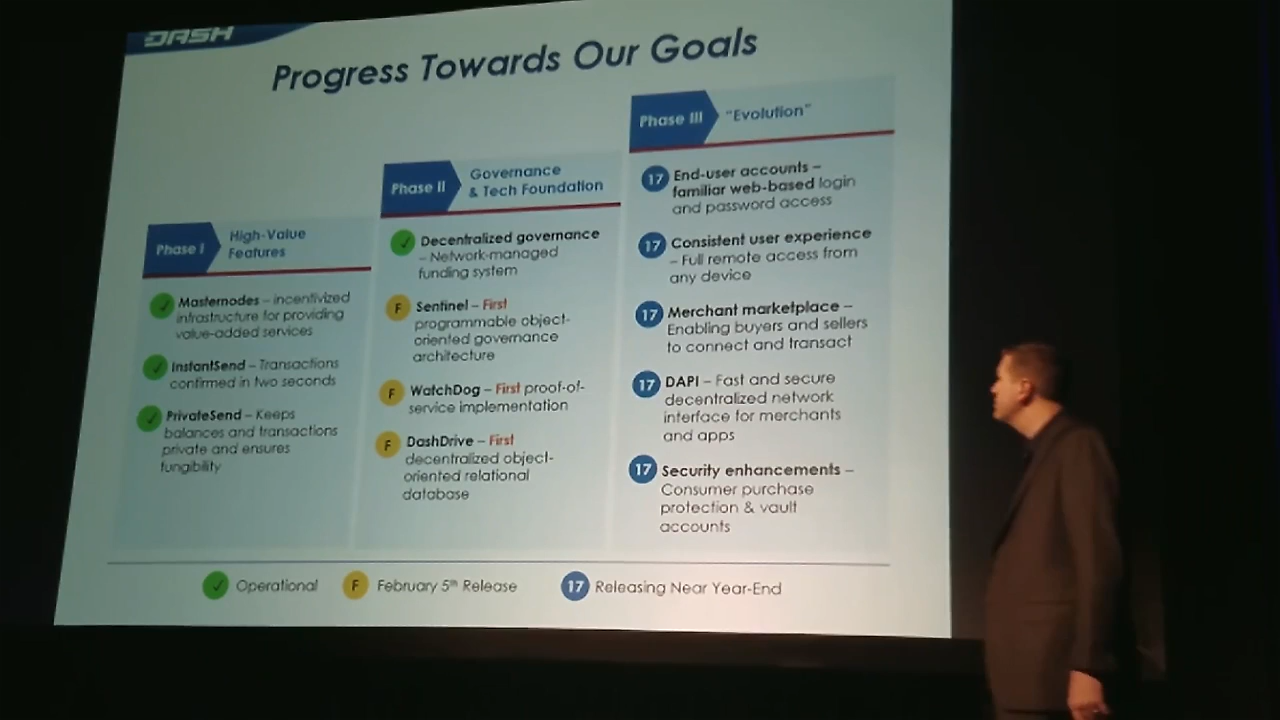 DASH
Progress Towards Our Goals
Phase I
High-Value
Features
✓ Masternodes – incentivized
infrastructure for providing
value-added services
✓ InstantSend – Transactions
confirmed in two seconds
✓ PrivateSend – Keeps
balances and transactions
private and ensures
fungibility
Phase II
Governance
& Tech Foundation
✓ Decentralized governance
– Network-managed
funding system
F Sentinel – First
programmable object-
oriented governance
architecture
F WatchDog – First proof-of-
service implementation
F DashDrive – First
decentralized object-
oriented relational
database
Phase III
"Evolution"
17 End-user accounts –
familiar web-based login
and password access
17 Consistent user experience
– Full remote access from
any device
17 Merchant marketplace –
Enabling buyers and sellers
to connect and transact
17 DAPI – Fast and secure
decentralized network
interface for merchants
and apps
17 Security enhancements –
Consumer purchase
protection & vault
accounts
✓ Operational F February 5th Release 17 Releasing Near Year-End